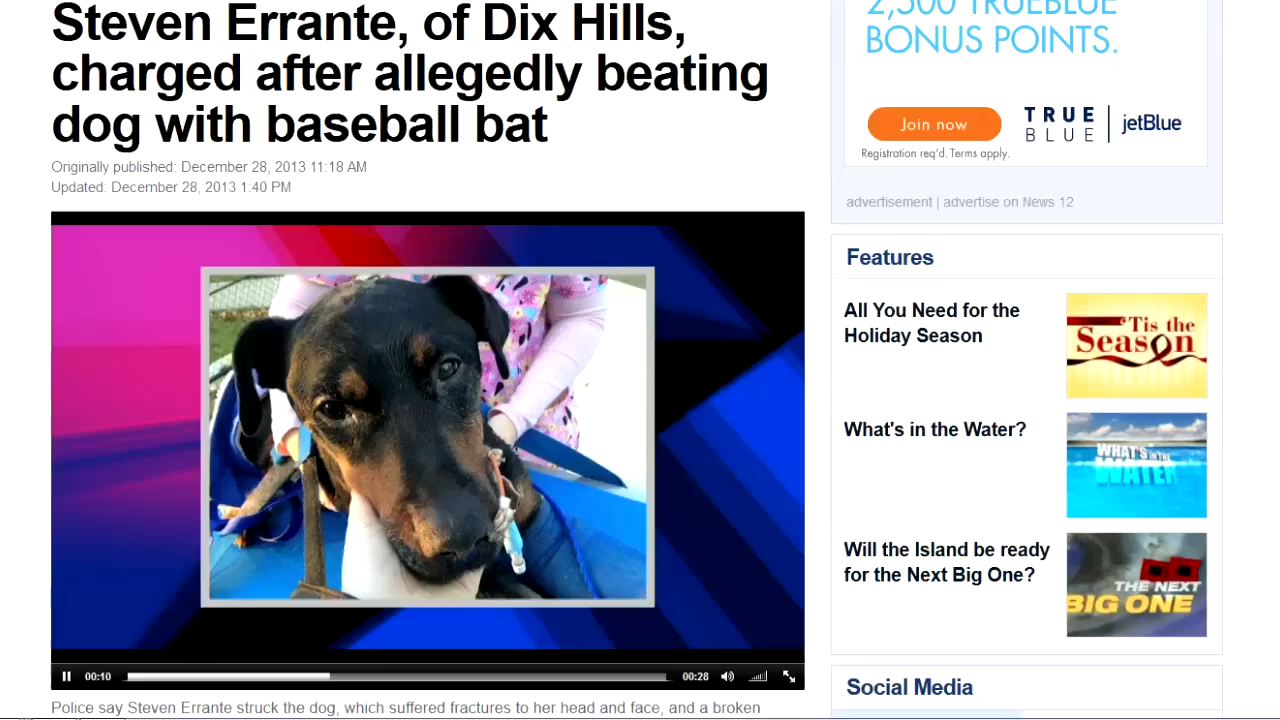 Steven Errante, of Dix Hills,
charged after allegedly beating
dog with baseball bat
Originally published: December 28, 2013 11:18 AM
Updated: December 28, 2013 1:40 PM
00:10
00:28
Police say Steven Errante struck the dog, which suffered fractures to her head and face, and a broken
2,500 TRUEBLUE
BONUS POINTS.
Join now
TRUE
BLUE
jetBlue
Registration req'd. Terms apply.
advertisement | advertise on News 12
Features
All You Need for the
Holiday Season
'Tis the
Season
What's in the Water?
WHAT'S IN THE
WATER
Will the Island be ready
for the Next Big One?
THE NEXT
BIG ONE
Social Media